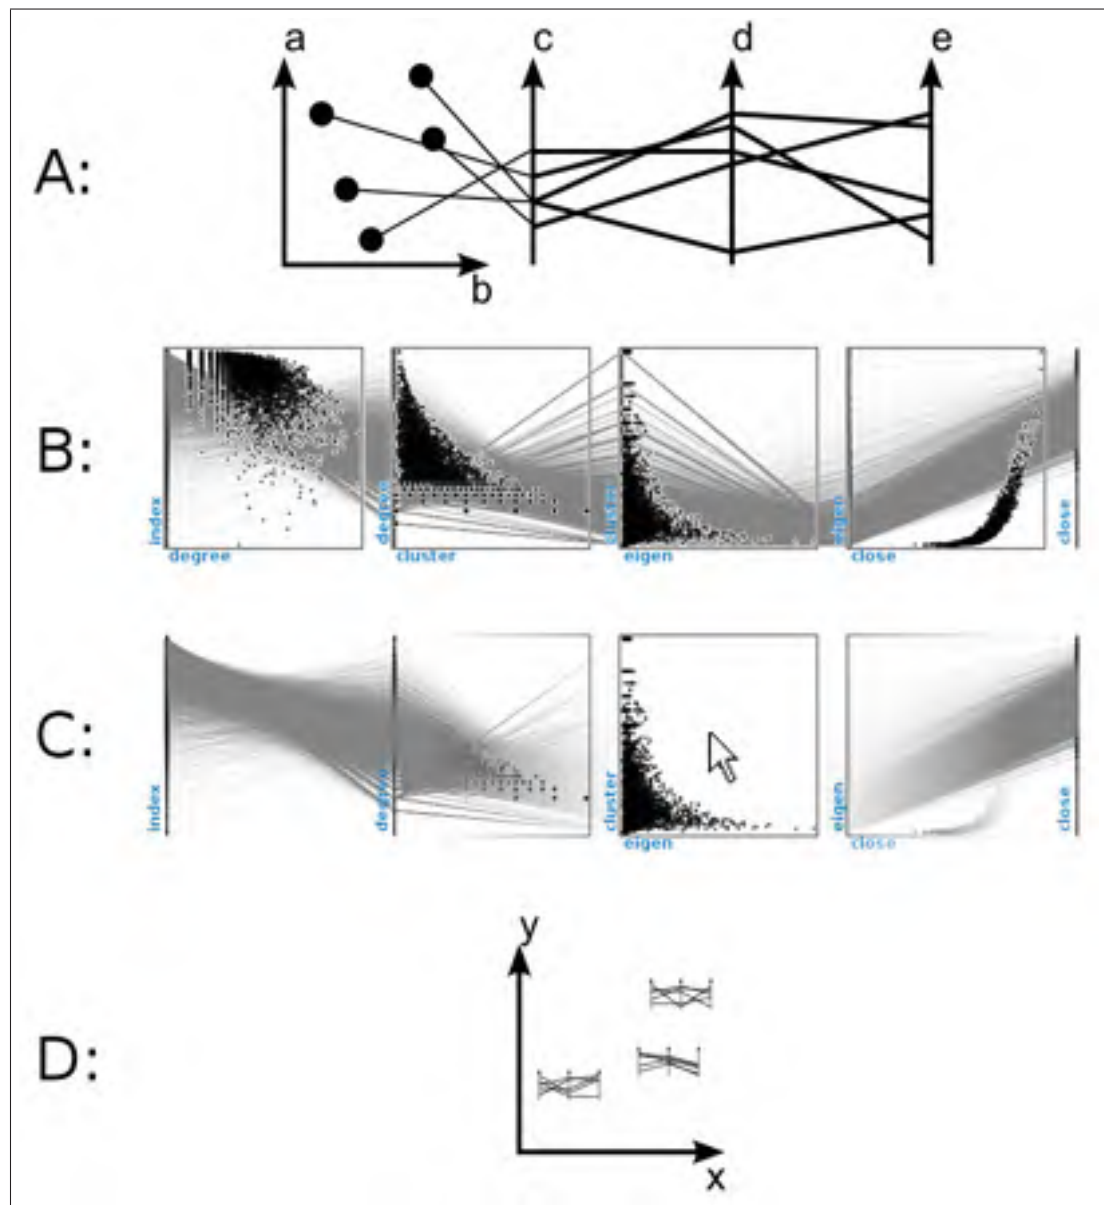 a c d e
A:
b
B:
index degree cluster eigen close
degree cluster eigen close
C:
index degree cluster eigen close
eigen close
y
D:
x